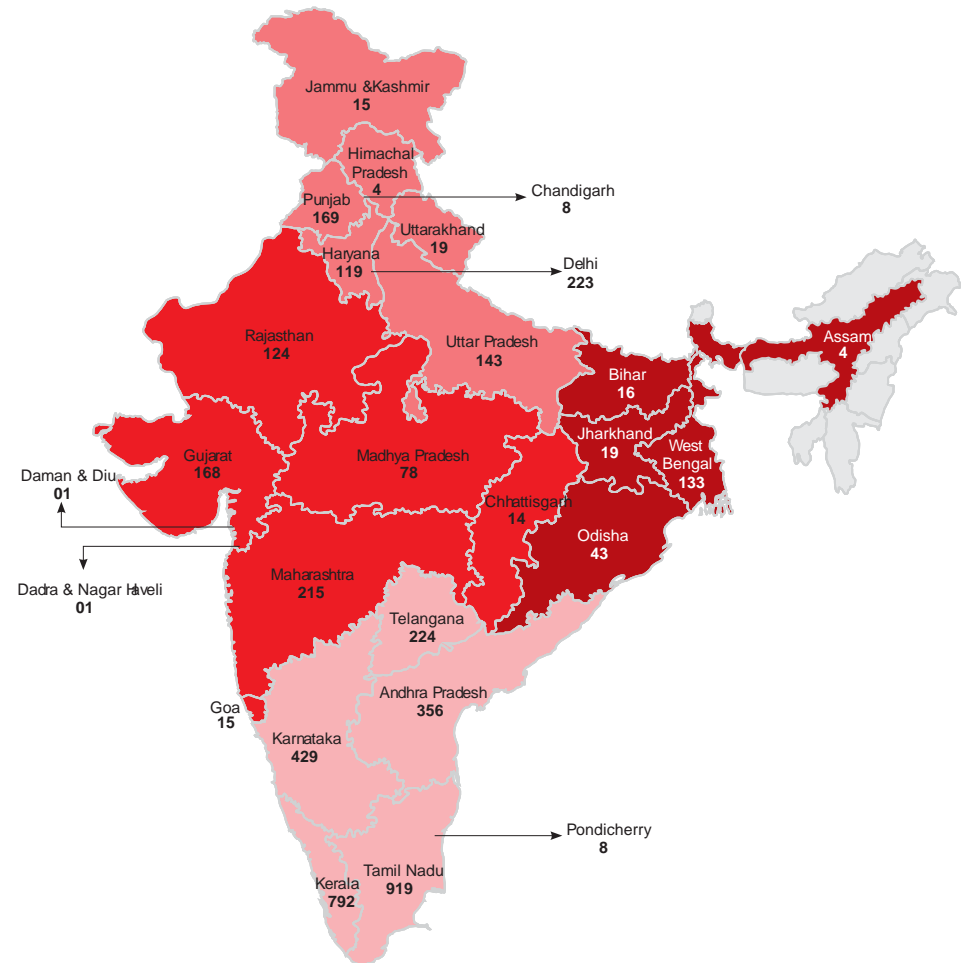 Jammu &Kashmir
15
Himachal
Pradesh
4
Chandigarh
8
Punjab
169
Uttarakhand
19
Haryana
119
Delhi
223
Rajasthan
124
Uttar Pradesh
143
Assam
4
Bihar
16
Jharkhand
19
West
Bengal
133
Gujarat
168
Madhya Pradesh
78
Daman & Diu
01
Chhattisgarh
14
Odisha
43
Dadra & Nagar Haveli
01
Maharashtra
215
Telangana
224
Andhra Pradesh
356
Goa
15
Karnataka
429
Pondicherry
8
Tamil Nadu
919
Kerala
792